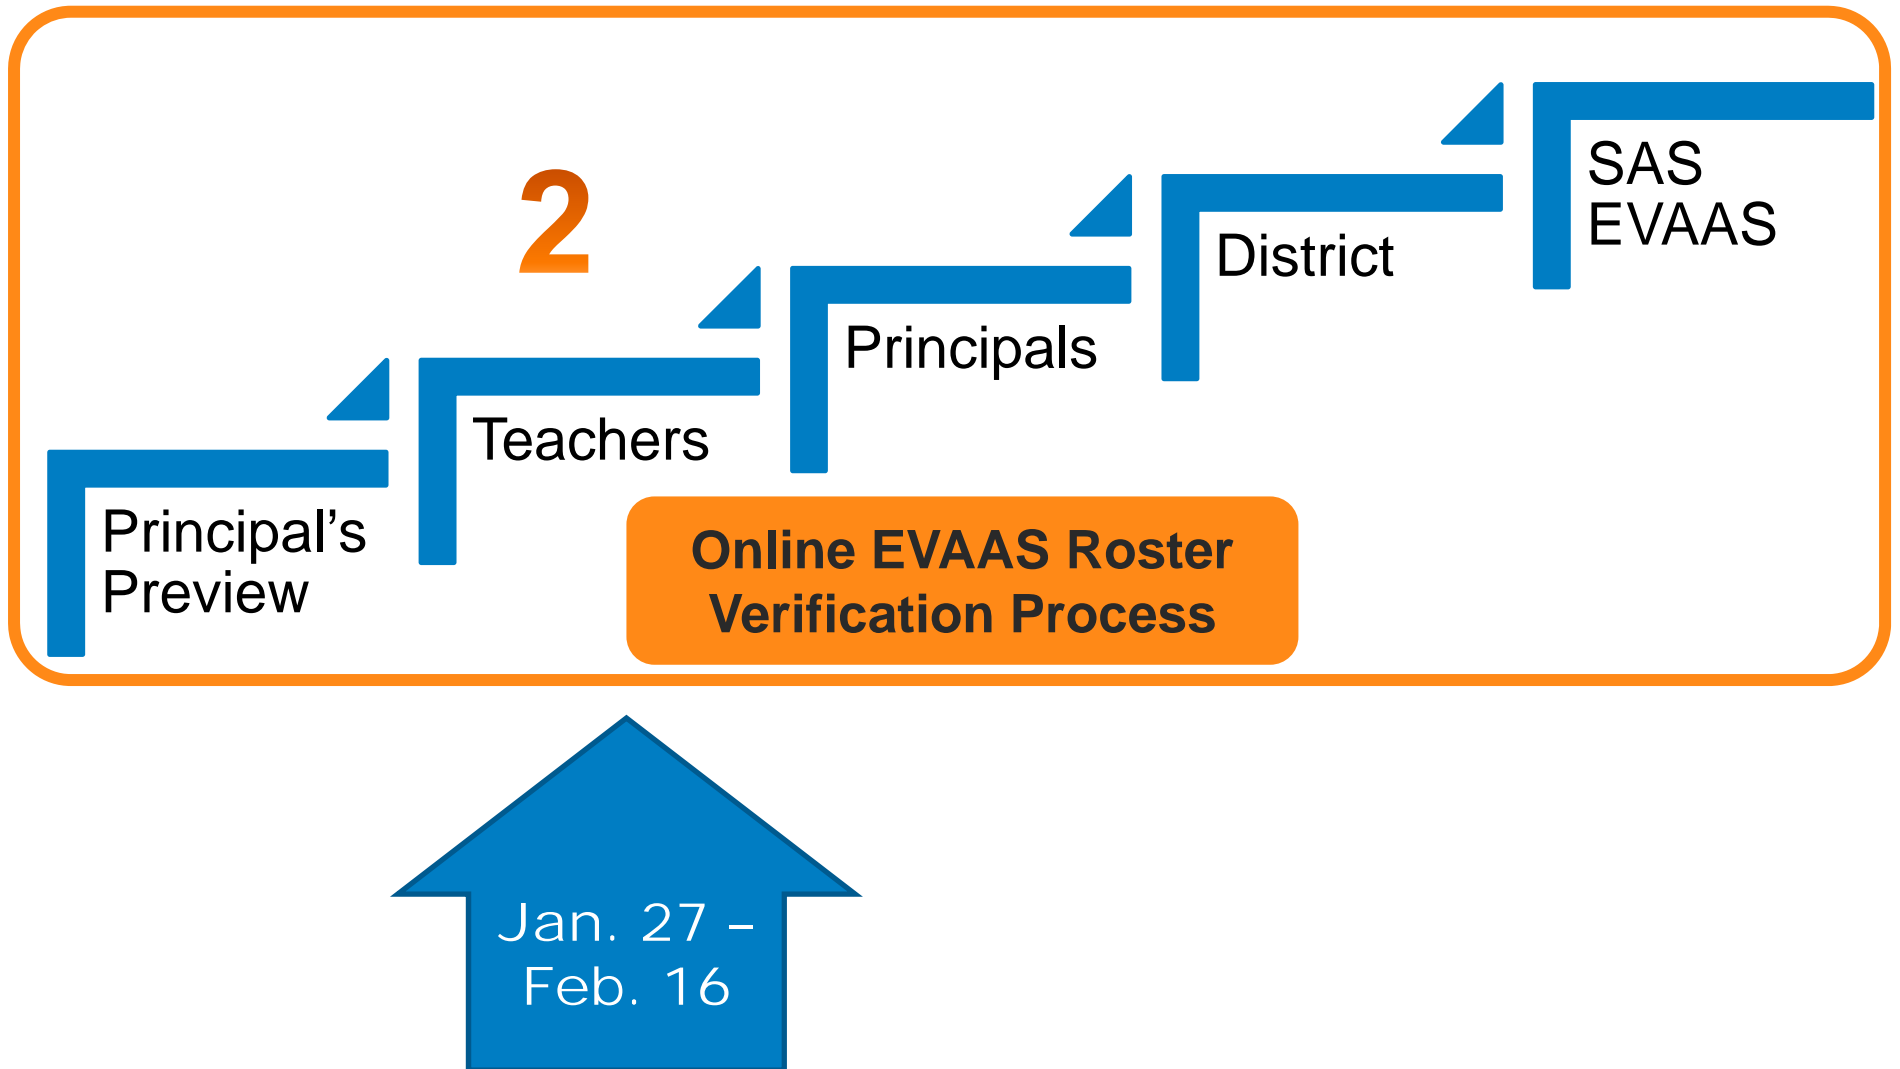 2
SAS
EVAAS
District
Principals
Teachers
Principal’s
Preview
Online EVAAS Roster
Verification Process
Jan. 27 –
Feb. 16